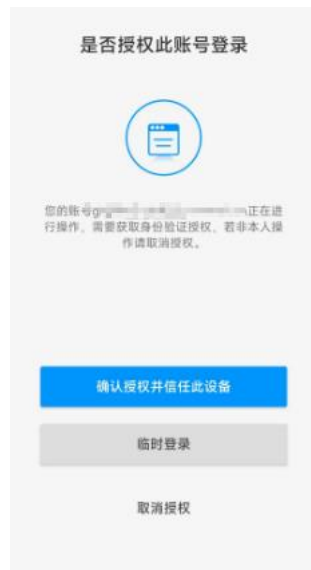 是否授权此账号登录
您的账号 正在进
行操作，需要获取身份验证授权，若非本人操
作请取消授权。
确认授权并信任此设备
临时登录
取消授权